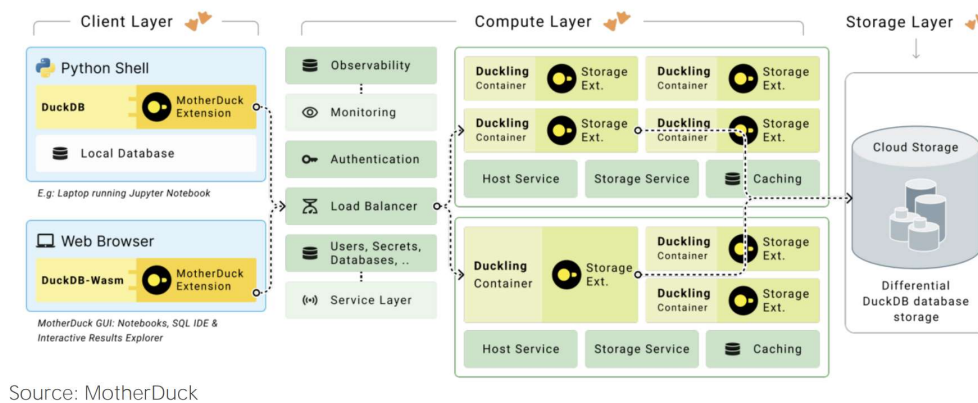 Client Layer
Compute Layer
Storage Layer
Python Shell
DuckDB
MotherDuck
Extension
Local Database
E.g: Laptop running Jupyter Notebook
Web Browser
DuckDB-Wasm
MotherDuck
Extension
MotherDuck GUI: Notebooks, SQL IDE &
Interactive Results Explorer
Observability
Monitoring
Authentication
Load Balancer
Users, Secrets,
Databases, ..
Service Layer
Duckling
Container
Storage
Ext.
Duckling
Container
Storage
Ext.
Duckling
Container
Storage
Ext.
Duckling
Container
Storage
Ext.
Host Service
Storage Service
Caching
Duckling
Container
Storage
Ext.
Duckling
Container
Storage
Ext.
Duckling
Container
Storage
Ext.
Host Service
Storage Service
Caching
Cloud Storage
Differential
DuckDB database
storage
Source: MotherDuck